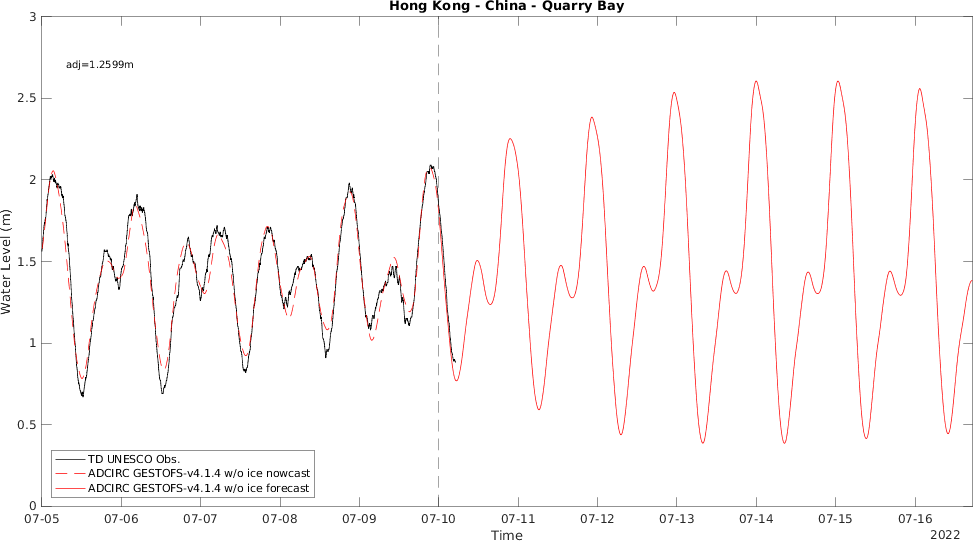 Hong Kong - China - Quarry Bay
3
adj=1.2599m
2.5
2
1.5
1
0.5
0
Water Level (m)
TD UNESCO Obs.
ADCIRC GESTOFS-v4.1.4 w/o ice nowcast
ADCIRC GESTOFS-v4.1.4 w/o ice forecast
07-05 07-06 07-07 07-08 07-09 07-10 07-11 07-12 07-13 07-14 07-15 07-16
Time
2022